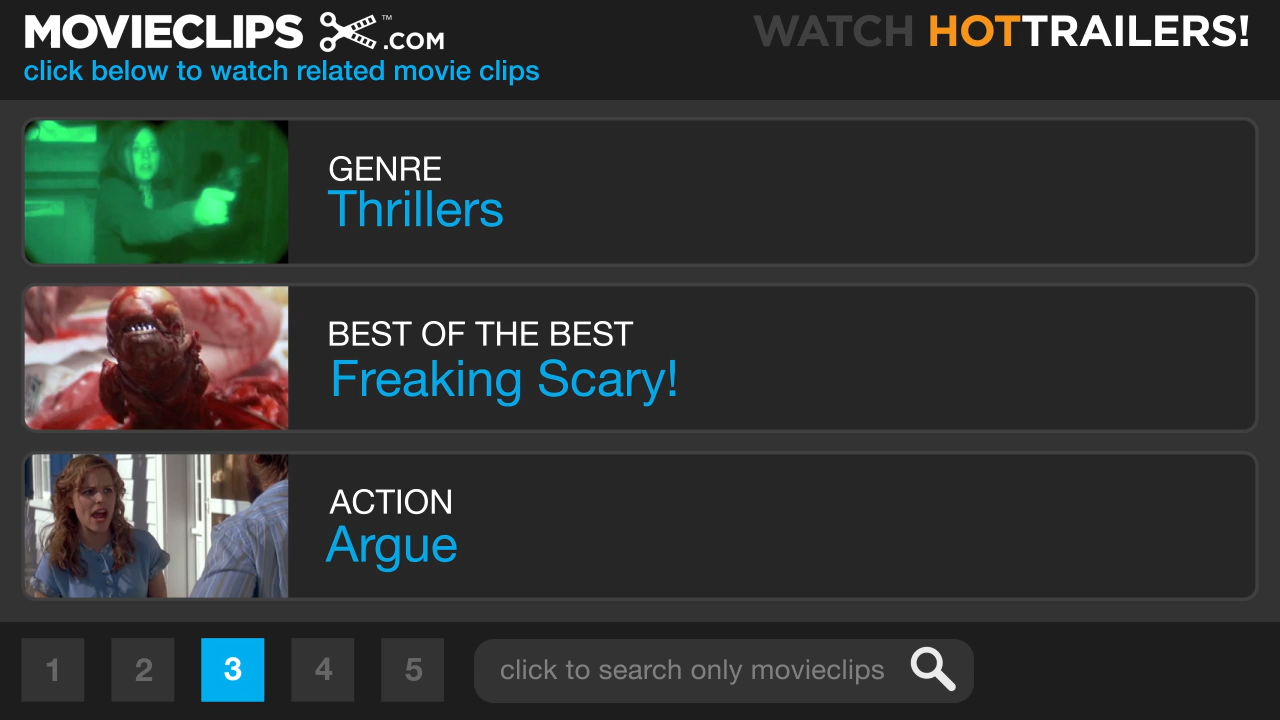 MOVIECLIPS ™ .COM
WATCH HOTTRAILERS!
click below to watch related movie clips
GENRE
Thrillers
BEST OF THE BEST
Freaking Scary!
ACTION
Argue
1 2 3 4 5 click to search only movieclips